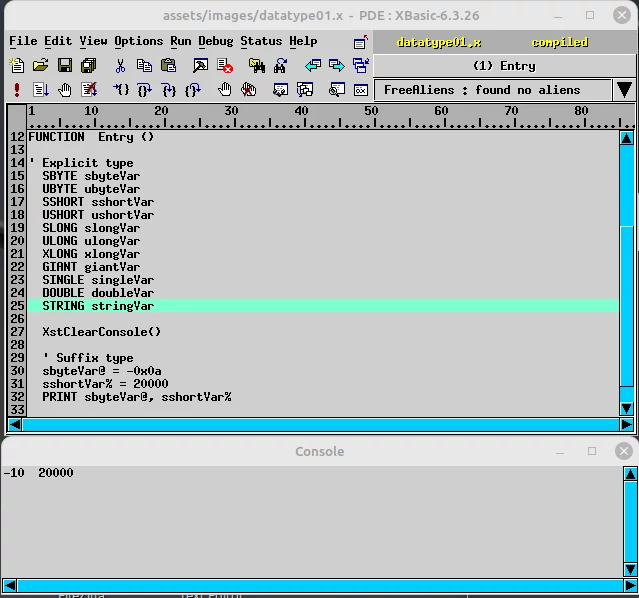 assets/images/datatype01.x - PDE : XBasic-6.3.26
File Edit View Options Run Debug Status Help
datatype01.x compiled
(1) Entry
FreeAliens : found no aliens
1 10 20 30 40 50 60 70 80
12 FUNCTION Entry ()
13
14 ' Explicit type
15 SBYTE sbyteVar
16 UBYTE ubyteVar
17 SSHORT sshortVar
18 USHORT ushortVar
19 SLONG slongVar
20 ULONG ulongVar
21 XLONG xlongVar
22 GIANT giantVar
23 SINGLE singleVar
24 DOUBLE doubleVar
25 STRING stringVar
26
27 XstClearConsole()
28
29 ' Suffix type
30 sbyteVar@ = -0x0a
31 sshortVar% = 20000
32 PRINT sbyteVar@, sshortVar%
33
Console
-10 20000